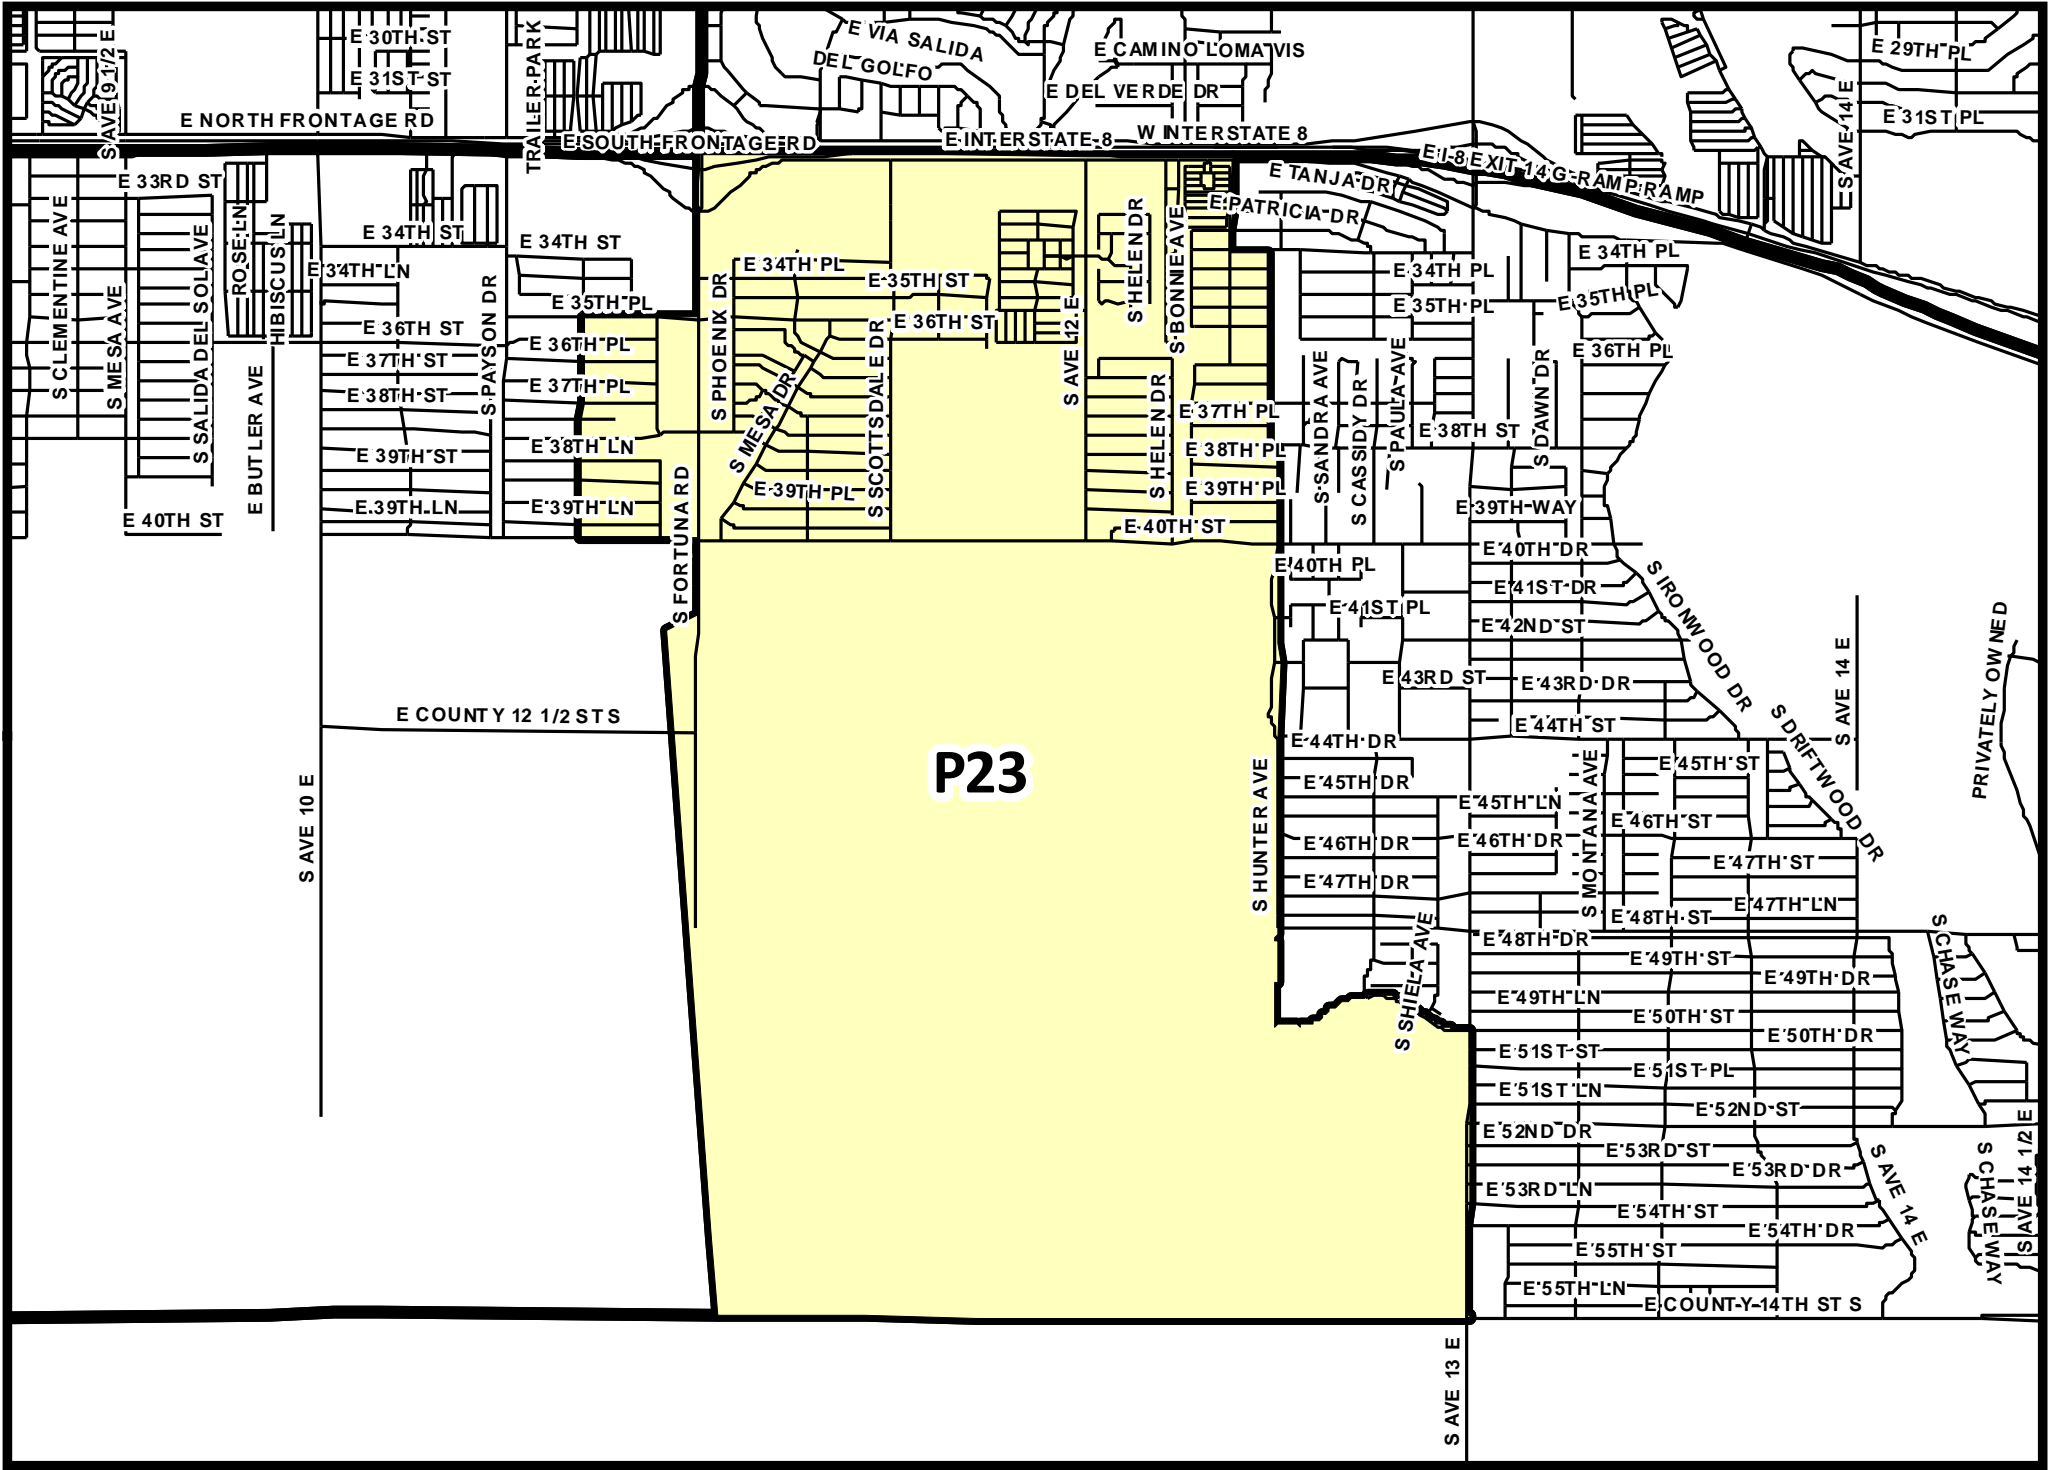 E 30TH ST
E 31ST ST
S AVE 9 1/2 E
TRAILER PARK
E VIA SALIDA
DEL GOLFO
E CAMINO LOMA VIS
E DEL VERDE DR
E 29TH PL
E 31ST PL
S AVE 14 E
E NORTH FRONTAGE RD
E SOUTH FRONTAGE RD
E INTERSTATE 8
W INTERSTATE 8
E I-8 EXIT 14 G-RAMP RAMP
E 33RD ST
S CLEMENTINE AVE
S MESA AVE
S SALIDA DEL SOL AVE
ROSE LN
HIBISCUS LN
E BUTLER AVE
E 40TH ST
E 34TH ST
E 34TH LN
E 36TH ST
E 37TH ST
E 38TH ST
E 39TH ST
E 39TH LN
S PAYSON DR
E 34TH ST
E 35TH PL
E 36TH PL
E 37TH PL
E 38TH LN
E 39TH LN
S FORTUNA RD
S PHOENIX DR
S MESA DR
E 34TH PL
E 35TH ST
E 36TH ST
S SCOTTSDALE DR
E 39TH PL
S AVE 12 E
S HELEN DR
S BONNIE AVE
S HELEN DR
E 37TH PL
E 38TH PL
E 39TH PL
E 40TH ST
E TANJA DR
E PATRICIA DR
E 34TH PL
E 35TH PL
S SANDRA AVE
S CASSIDY DR
S PAULA AVE
E 38TH ST
S DAWN DR
E 34TH PL
E 35TH PL
E 36TH PL
E 39TH WAY
E 40TH DR
E 40TH PL
E 41ST DR
E 41ST PL
E 42ND ST
E 43RD ST
E 43RD DR
E 44TH ST
S IRONWOOD DR
S DRIFTWOOD DR
S AVE 14 E
PRIVATELY OWNED
E COUNTY 12 1/2 ST S
S AVE 10 E
P23
S HUNTER AVE
E 44TH DR
E 45TH DR
E 46TH DR
E 47TH DR
E 45TH LN
E 46TH DR
S MONTANA AVE
E 45TH ST
E 46TH ST
E 47TH ST
E 47TH LN
E 48TH ST
S SHIELA AVE
E 48TH DR
E 49TH ST
E 49TH DR
E 49TH LN
E 50TH ST
E 50TH DR
E 51ST ST
E 51ST PL
E 51ST LN
E 52ND ST
E 52ND DR
E 53RD ST
E 53RD DR
E 53RD LN
E 54TH ST
E 54TH DR
E 55TH ST
E 55TH LN
E COUNTY 14TH ST S
S CHASE WAY
S AVE 14 E
S CHASE WAY
S AVE 14 1/2 E
S AVE 13 E